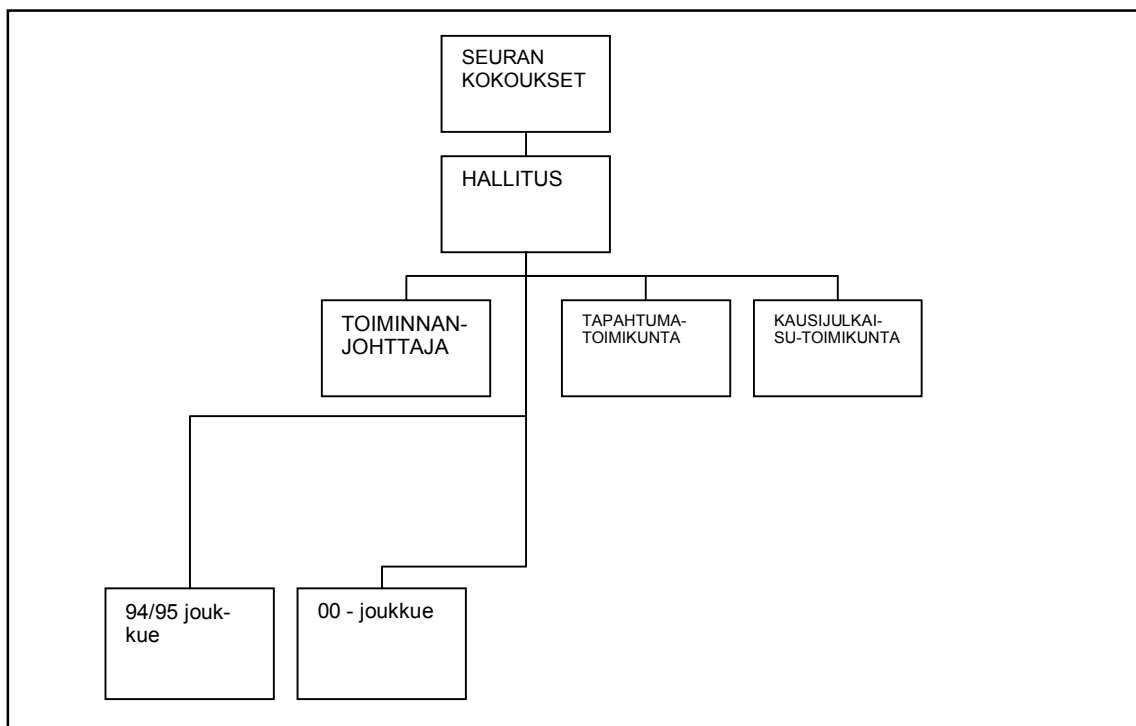 SEURAN
KOKOUKSET
HALLITUS
TOIMINNAN-
JOHTTAJA
TAPAHTUMA-
TOIMIKUNTA
KAUSIJULKAI-
SU-TOIMIKUNTA
94/95 jouk-
kue
00 - joukkue